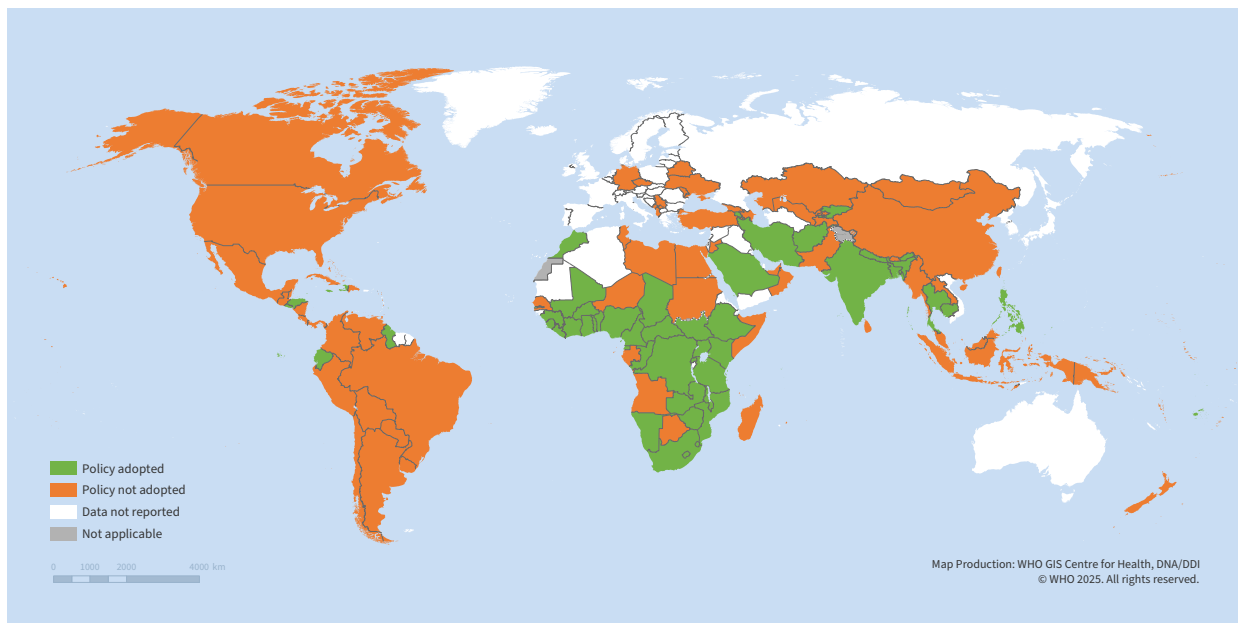 Policy adopted
Policy not adopted
Data not reported
Not applicable
0 1000 2000 4000 km
Map Production: WHO GIS Centre for Health, DNA/DDI
© WHO 2025. All rights reserved.